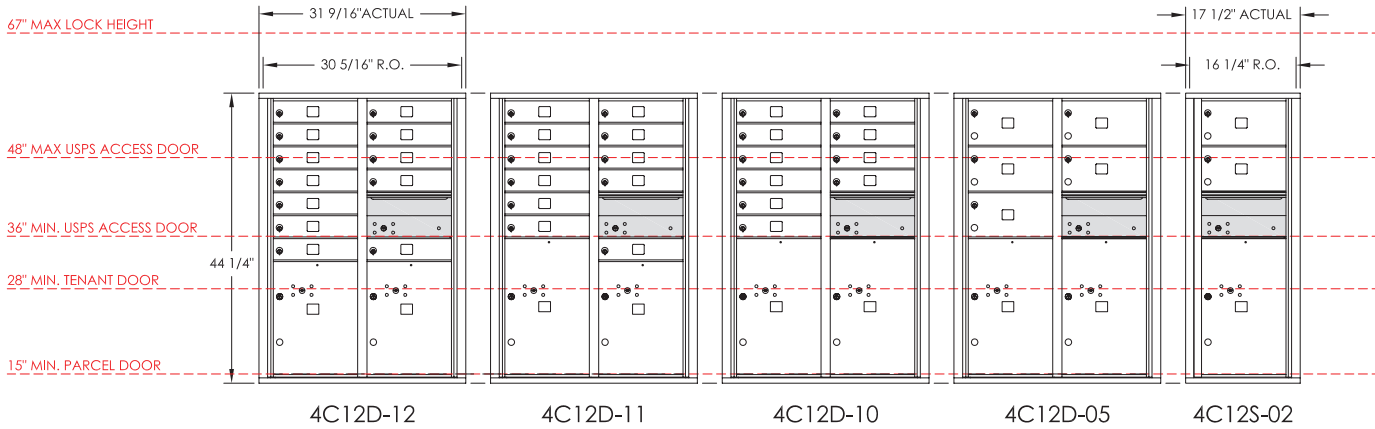 31 9/16"ACTUAL
17 1/2" ACTUAL
67" MAX LOCK HEIGHT
30 5/16" R.O.
16 1/4" R.O.
48" MAX USPS ACCESS DOOR
36" MIN. USPS ACCESS DOOR
44 1/4"
28" MIN. TENANT DOOR
15" MIN. PARCEL DOOR
4C12D-12
4C12D-11
4C12D-10
4C12D-05
4C12S-02